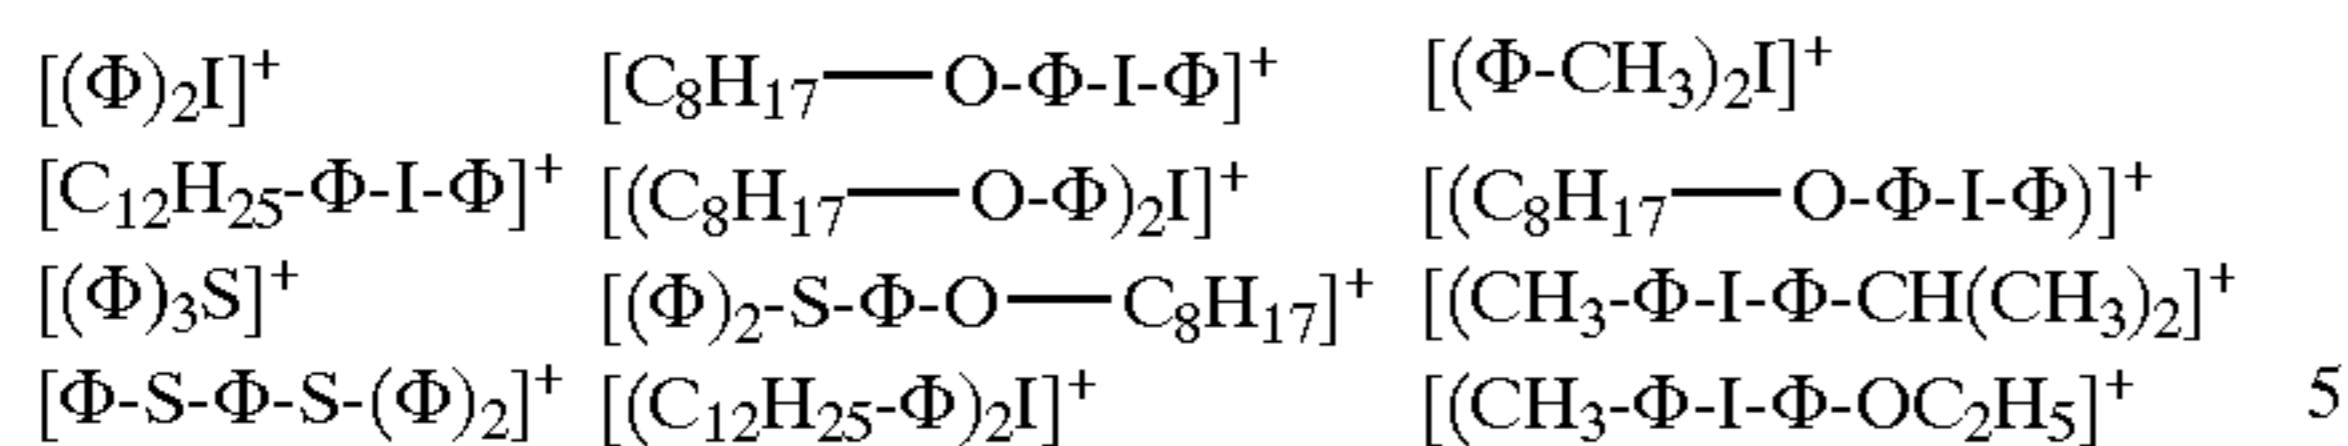 [(Φ)₂I]⁺ [C₈H₁₇—O-Φ-I-Φ]⁺ [(Φ-CH₃)₂I]⁺
[C₁₂H₂₅-Φ-I-Φ]⁺ [(C₈H₁₇—O-Φ)₂I]⁺ [(C₈H₁₇—O-Φ-I-Φ)]⁺
[(Φ)₃S]⁺ [(Φ)₂-S-Φ-O—C₈H₁₇]⁺ [(CH₃-Φ-I-Φ-CH(CH₃)₂]⁺
[Φ-S-Φ-S-(Φ)₂]⁺ [(C₁₂H₂₅-Φ)₂I]⁺ [(CH₃-Φ-I-Φ-OC₂H₅]⁺ 5